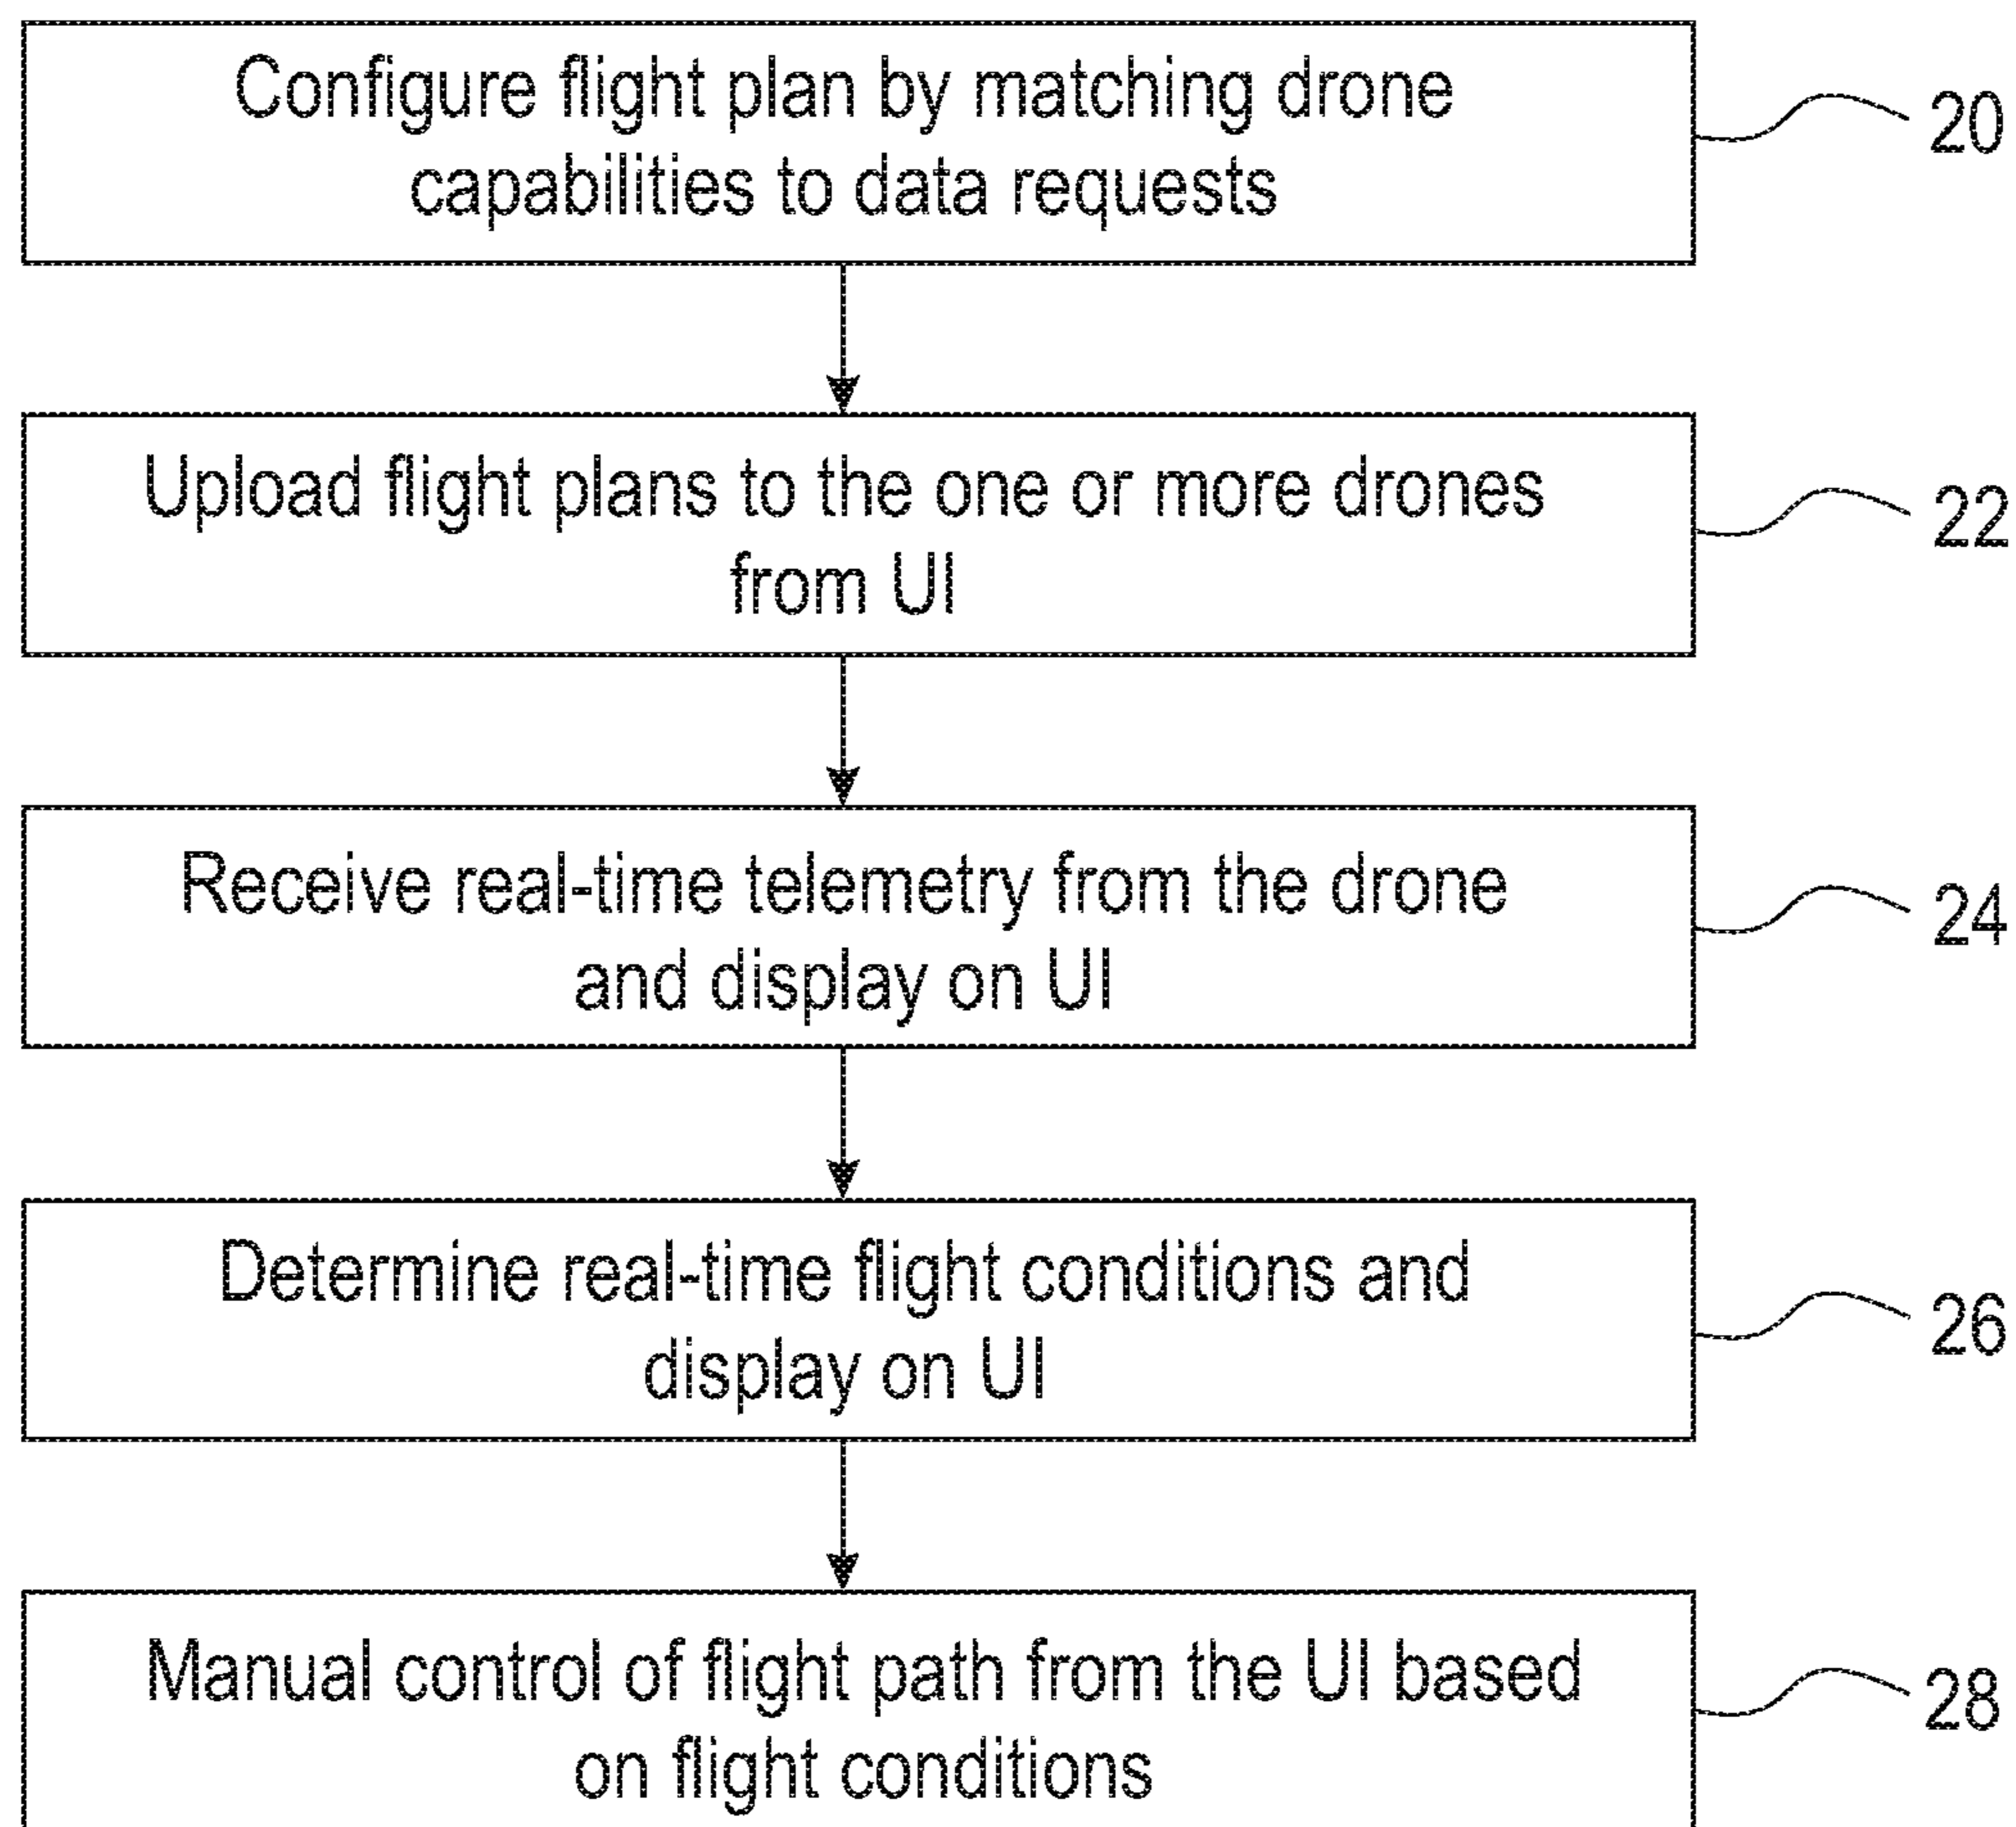 Configure flight plan by matching drone
capabilities to data requests
20
Upload flight plans to the one or more drones
from UI
22
Receive real-time telemetry from the drone
and display on UI
24
Determine real-time flight conditions and
display on UI
26
Manual control of flight path from the UI based
on flight conditions
28